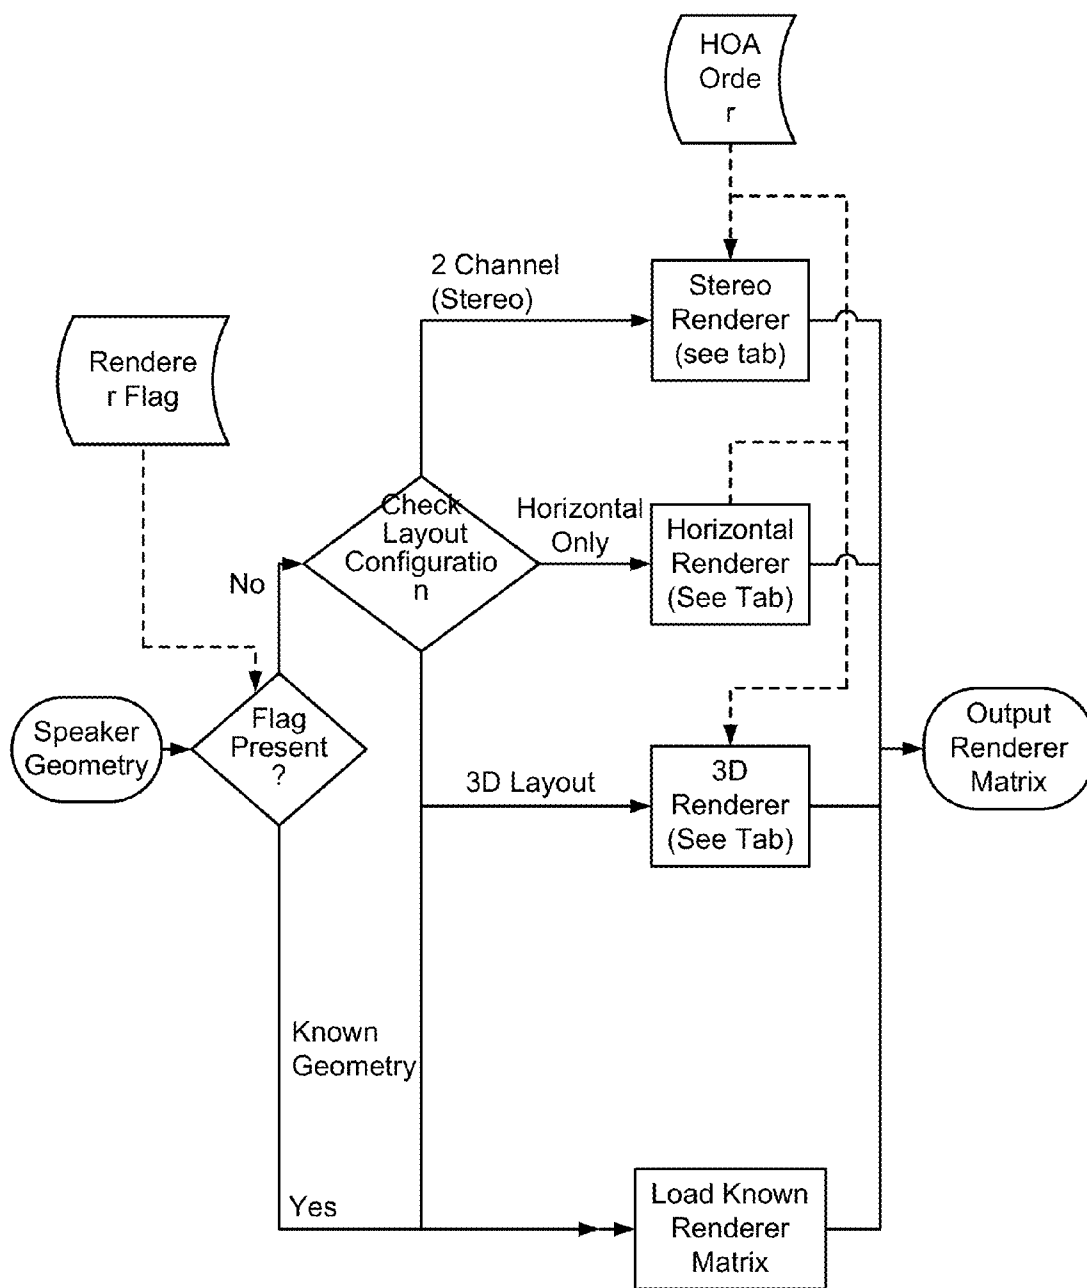 HOA
Orde
r
2 Channel
(Stereo)
Stereo
Renderer
(see tab)
Rendere
r Flag
Check
Layout
Configuratio
n
Horizontal
Only
Horizontal
Renderer
(See Tab)
No
Speaker
Geometry
Flag
Present
?
3D Layout
3D
Renderer
(See Tab)
Output
Renderer
Matrix
Known
Geometry
Yes
Load Known
Renderer
Matrix